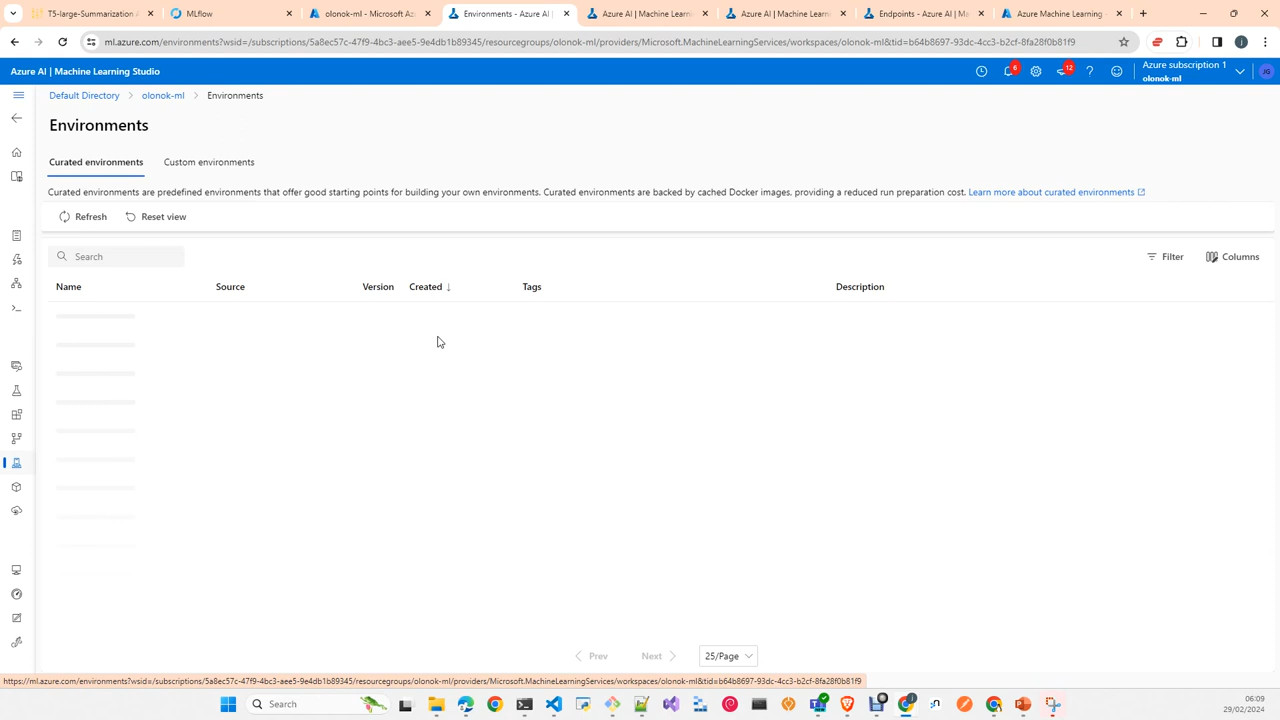 T5-large-Summarization A
MLflow
olonok-ml - Microsoft Az
Environments - Azure AI |
Azure AI | Machine Learni
Azure AI | Machine Learni
Endpoints - Azure AI | Ma
Azure Machine Learning -
ml.azure.com/environments?wsid=/subscriptions/5a8ec57c-47f9-4bc3-aee5-9e4db1b89345/resourcegroups/olonok-ml/providers/Microsoft.MachineLearningServices/workspaces/olonok-ml&tid=b64b8697-93dc-4cc3-b2cf-8fa28f0b81f9
Azure AI | Machine Learning Studio
6
12
Azure subscription 1
olonok-ml
JG
Default Directory > olonok-ml > Environments
Environments
Curated environments
Custom environments
Curated environments are predefined environments that offer good starting points for building your own environments. Curated environments are backed by cached Docker images, providing a reduced run preparation cost. Learn more about curated environments
Refresh
Reset view
Search
Filter
Columns
Name
Source
Version
Created ↓
Tags
Description
Prev
Next
25/Page
https://ml.azure.com/environments?wsid=/subscriptions/5a8ec57c-47f9-4bc3-aee5-9e4db1b89345/resourcegroups/olonok-ml/providers/Microsoft.MachineLearningServices/workspaces/olonok-ml&tid=b64b8697-93dc-4cc3-b2cf-8fa28f0b81f9
Search
06:09
29/02/2024